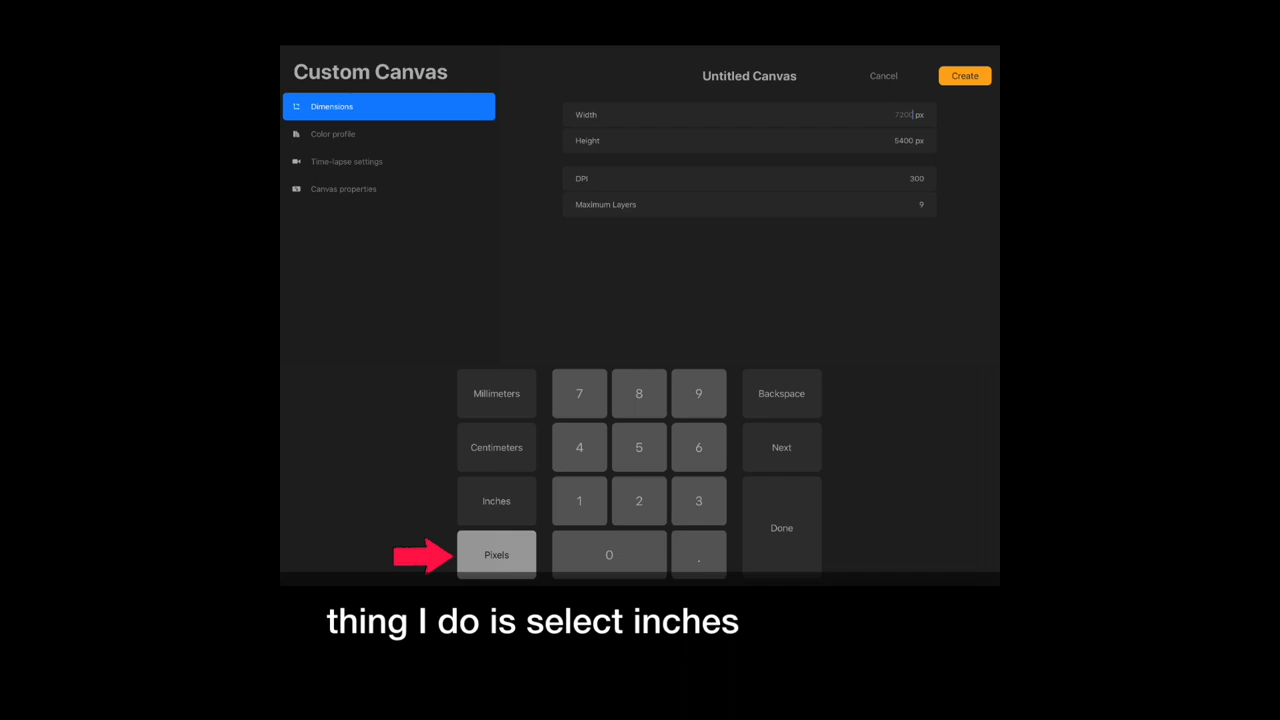 Custom Canvas
Untitled Canvas
Cancel
Create
Dimensions
Color profile
Time-lapse settings
Canvas properties
Width 7200 px
Height 5400 px
DPI 300
Maximum Layers 9
Millimeters 7 8 9 Backspace
Centimeters 4 5 6 Next
Inches 1 2 3 Done
Pixels 0 .
thing I do is select inches